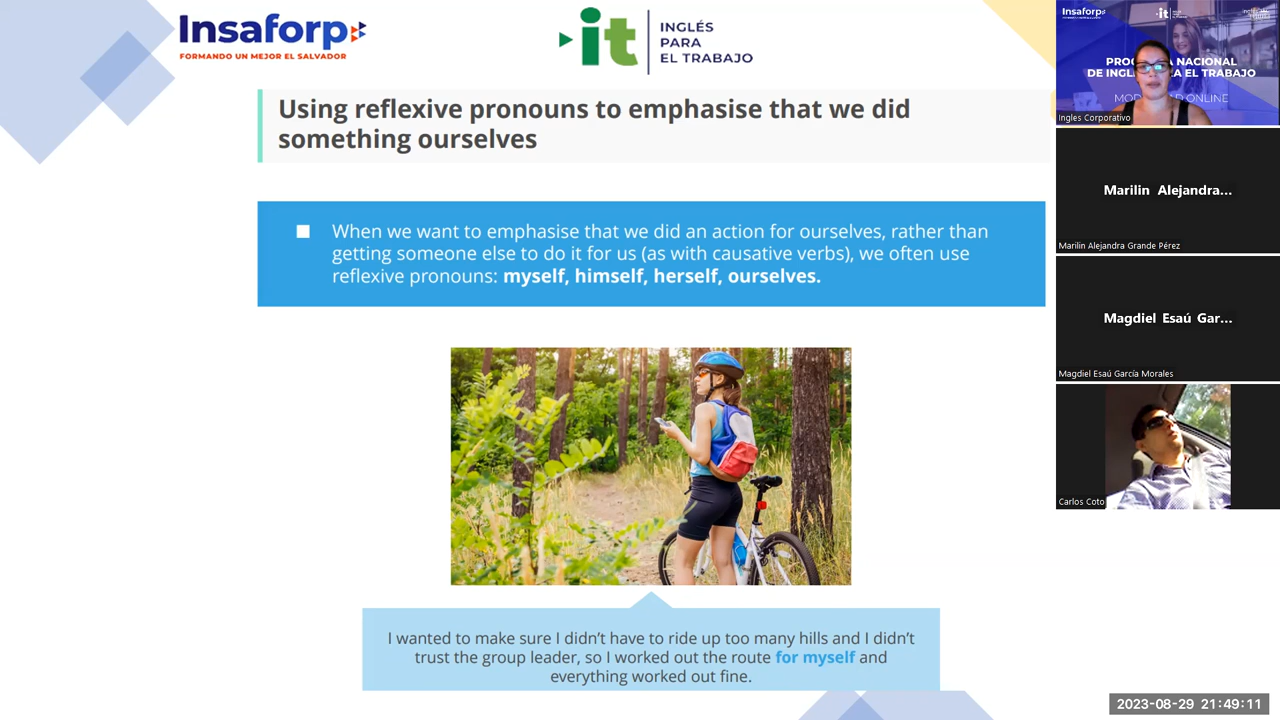 Insaforp
FORMANDO UN MEJOR EL SALVADOR
it
INGLÉS
PARA
EL TRABAJO
Using reflexive pronouns to emphasise that we did
something ourselves
When we want to emphasise that we did an action for ourselves, rather than
getting someone else to do it for us (as with causative verbs), we often use
reflexive pronouns: myself, himself, herself, ourselves.
I wanted to make sure I didn't have to ride up too many hills and I didn't
trust the group leader, so I worked out the route for myself and
everything worked out fine.
Insaforp
it
NACIONAL
EL TRABAJO
ONLINE
Ingles Corporativo
Marilin Alejandra...
Marilin Alejandra Grande Pérez
Magdiel Esaú Gar...
Magdiel Esaú García Morales
Carlos Coto
2023-08-29 21:49:11